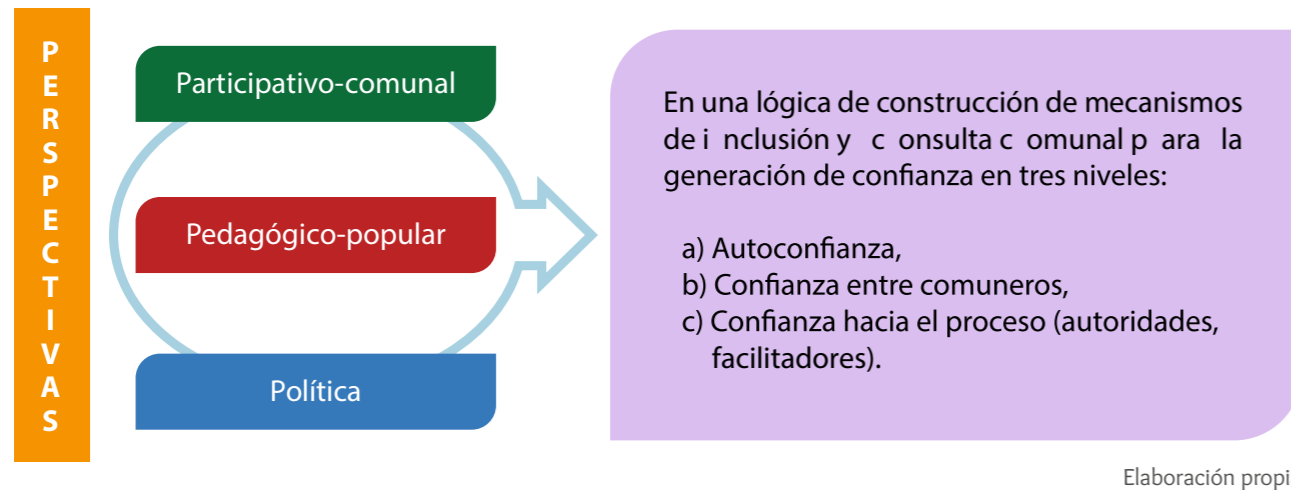 PERSPECTIVAS
Participativo-comunal
Pedagógico-popular
Política
En una lógica de construcción de mecanismos
de i nclusión y c onsulta c omunal p ara la
generación de confianza en tres niveles:
a) Autoconfianza,
b) Confianza entre comuneros,
c) Confianza hacia el proceso (autoridades,
facilitadores).
Elaboración propi